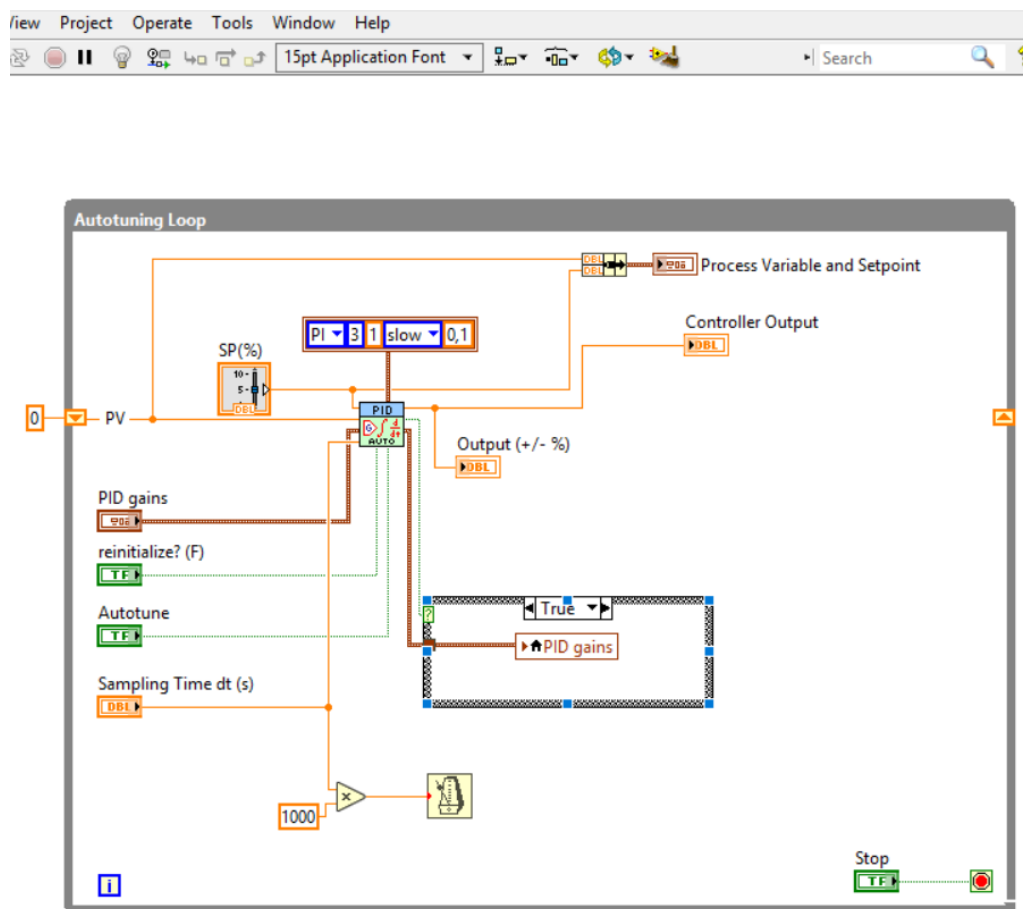 View Project Operate Tools Window Help
15pt Application Font Search
Autotuning Loop
DBL
DBL
Process Variable and Setpoint
PI 3 1 slow 0,1
Controller Output
DBL
SP(%)
10
5
DBL
0 PV
PID
AUTO
Output (+/- %)
DBL
PID gains
reinitialize? (F)
TF
True
Autotune
TF
?
PID gains
Sampling Time dt (s)
DBL
x
1000
Stop
TF
i